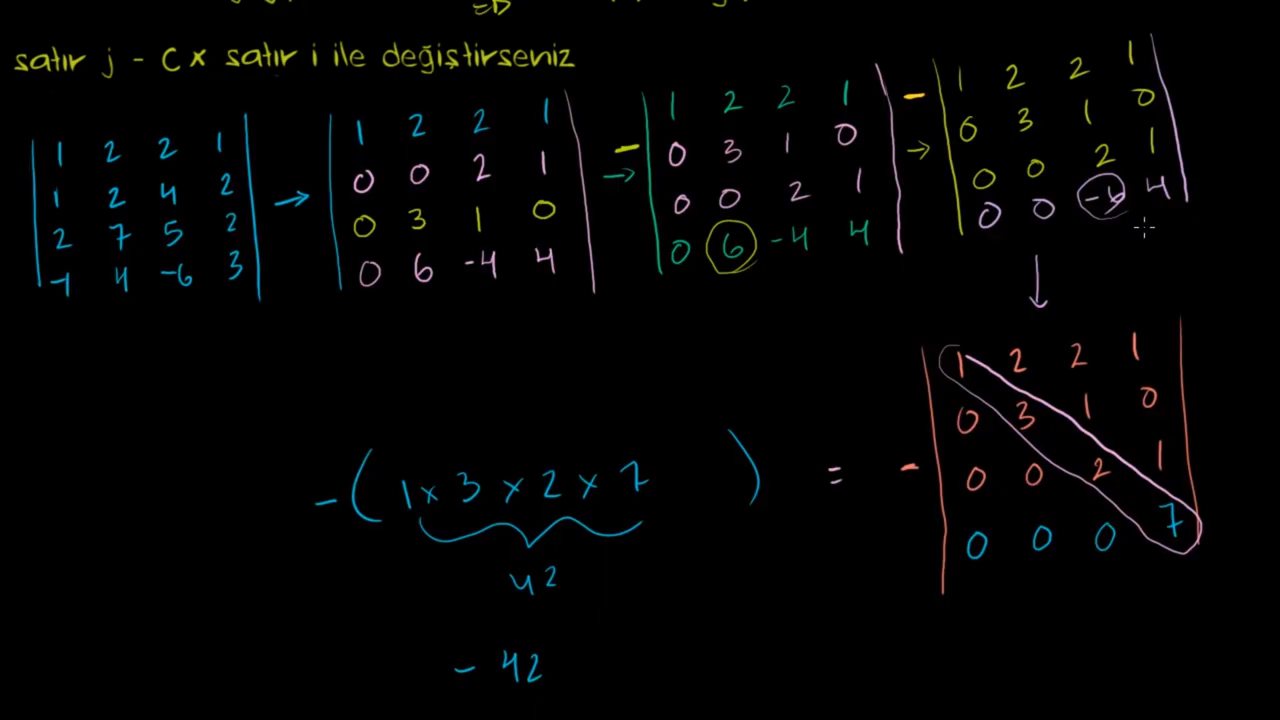 satır j - c x satır i ile değiştirseniz
| 1 2 2 1 | → | 1 2 2 1 | - → | 1 2 2 1 | - → | 1 2 2 1 |
| 1 2 4 2 | | 0 0 2 1 | | 0 3 1 0 | | 0 3 1 0 |
| 2 7 5 2 | | 0 3 1 0 | | 0 0 2 1 | | 0 0 2 1 |
| -1 4 -6 3 | | 0 6 -4 4 | | 0 6 -4 4 | | 0 0 -6 4 |
↓
| 1 2 2 1 |
| 0 3 1 0 |
-(1 x 3 x 2 x 7) = - | 0 0 2 1 |
| 0 0 0 7 |
42
- 42